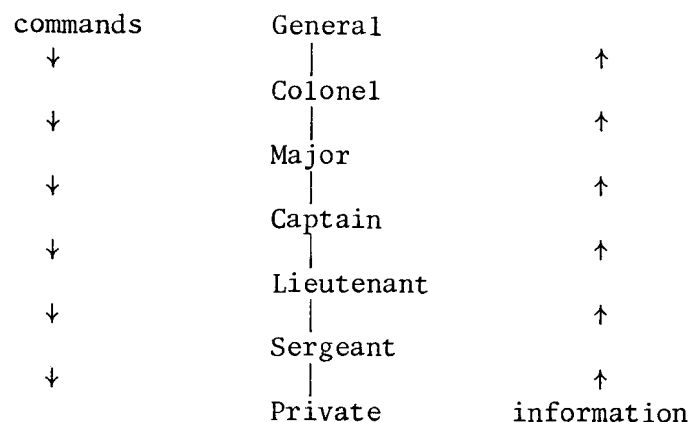 commands General
↓ | ↑
Colonel
↓ | ↑
Major
↓ | ↑
Captain
↓ | ↑
Lieutenant
↓ | ↑
Sergeant
↓ | ↑
Private information